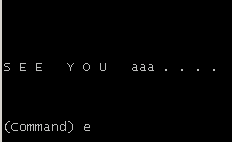 S E E   Y O U   aaa . . . .
(Command) e